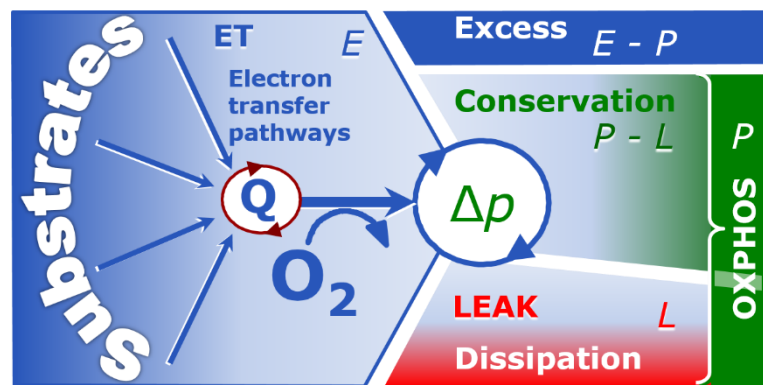 Substrates
ET
E
Electron
transfer
pathways
Q
O₂
Δp
Excess
E - P
Conservation
P - L
P
OXPHOS
LEAK
L
Dissipation